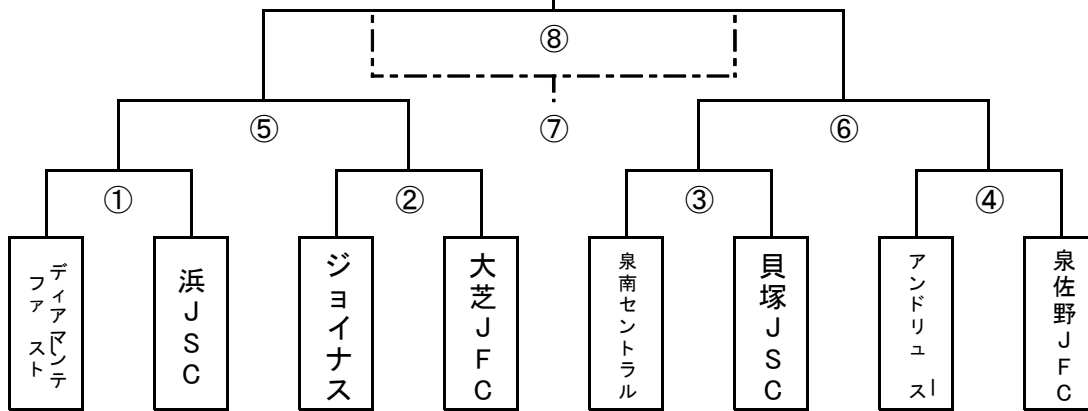 ⑧
⑤
⑦
⑥
①
②
③
④
ディアマンテ
ファースト
浜JSC
ジョイナス
大芝JFC
泉南セントラル
貝塚JSC
アンドリュース
泉佐野JFC